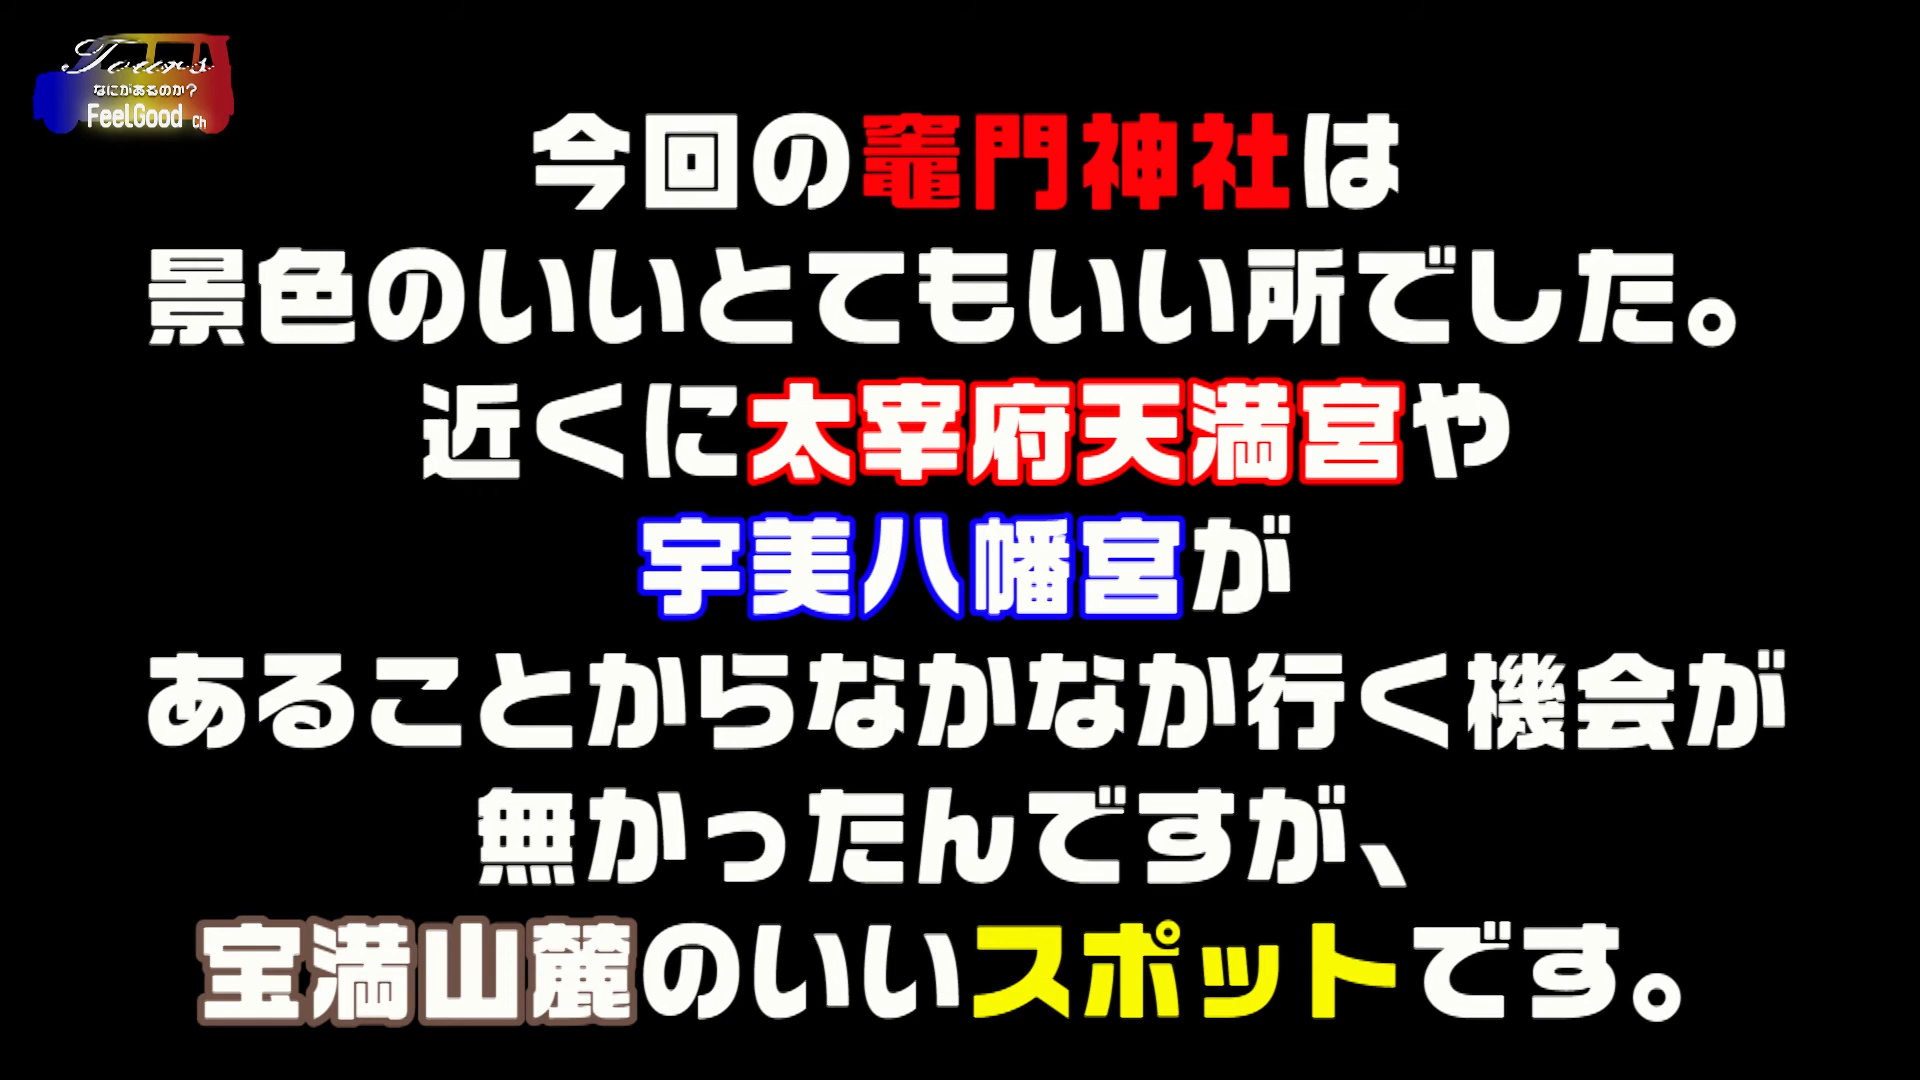 Tours
なにがあるのか?
FeelGood Ch
今回の竈門神社は
景色のいいとてもいい所でした。
近くに太宰府天満宮や
宇美八幡宮が
あることからなかなか行く機会が
無かったんですが、
宝満山麓のいいスポットです。